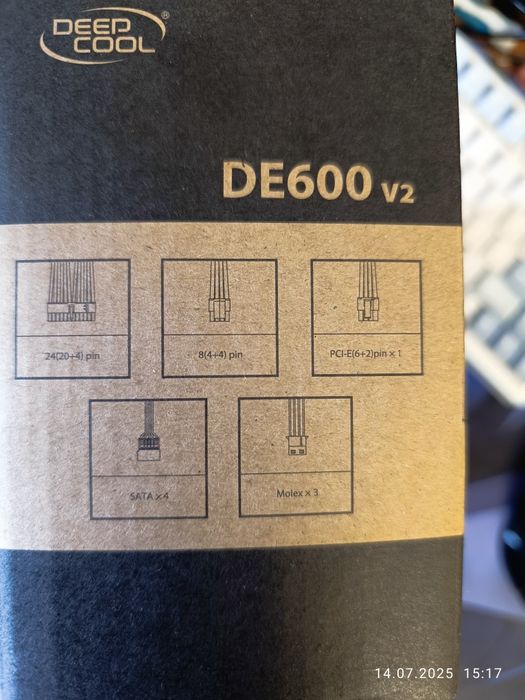 DEEP
COOL®
DE600 V2
24(20+4) pin
8(4+4) pin
PCI-E(6+2)pin × 1
SATA × 4
Molex × 3
14.07.2025 15:17